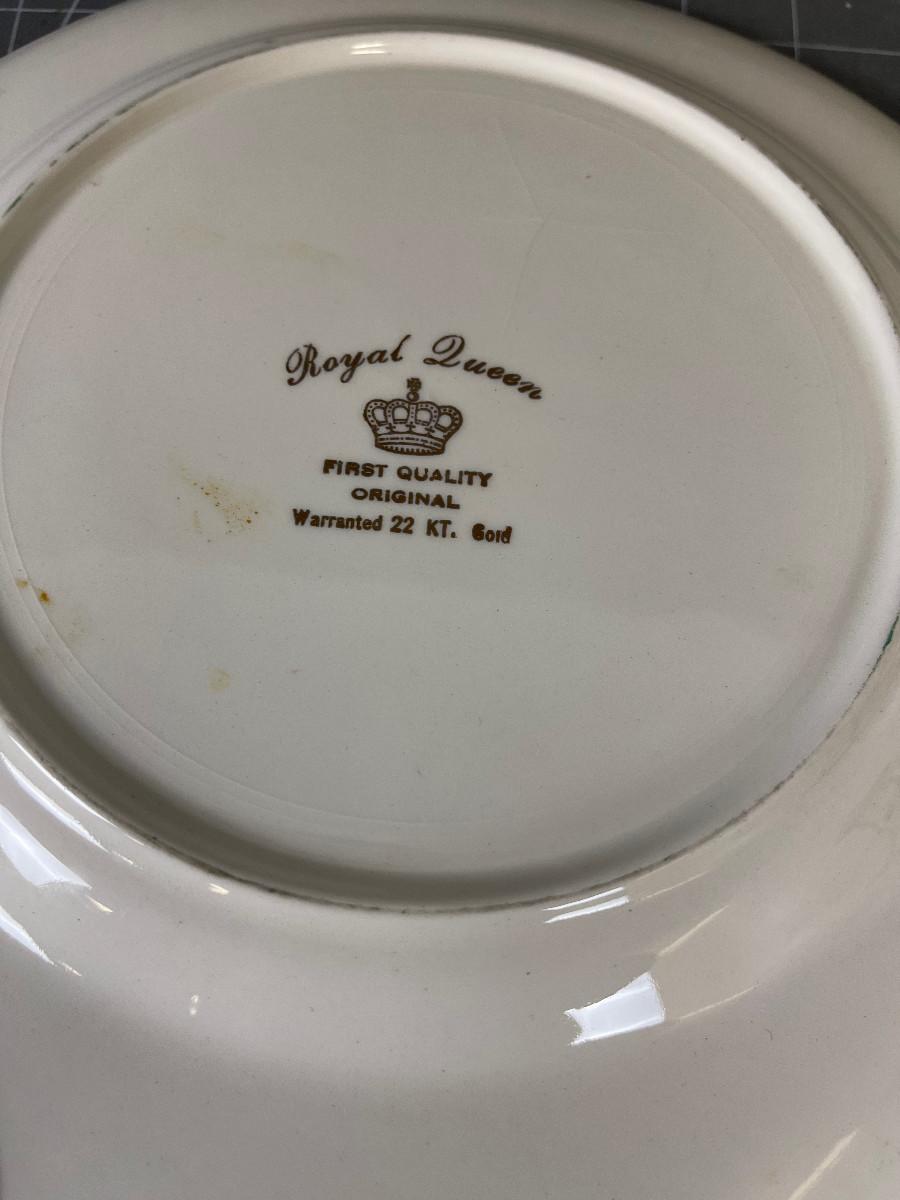 Royal Queen
FIRST QUALITY
ORIGINAL
Warranted 22 KT. Gold